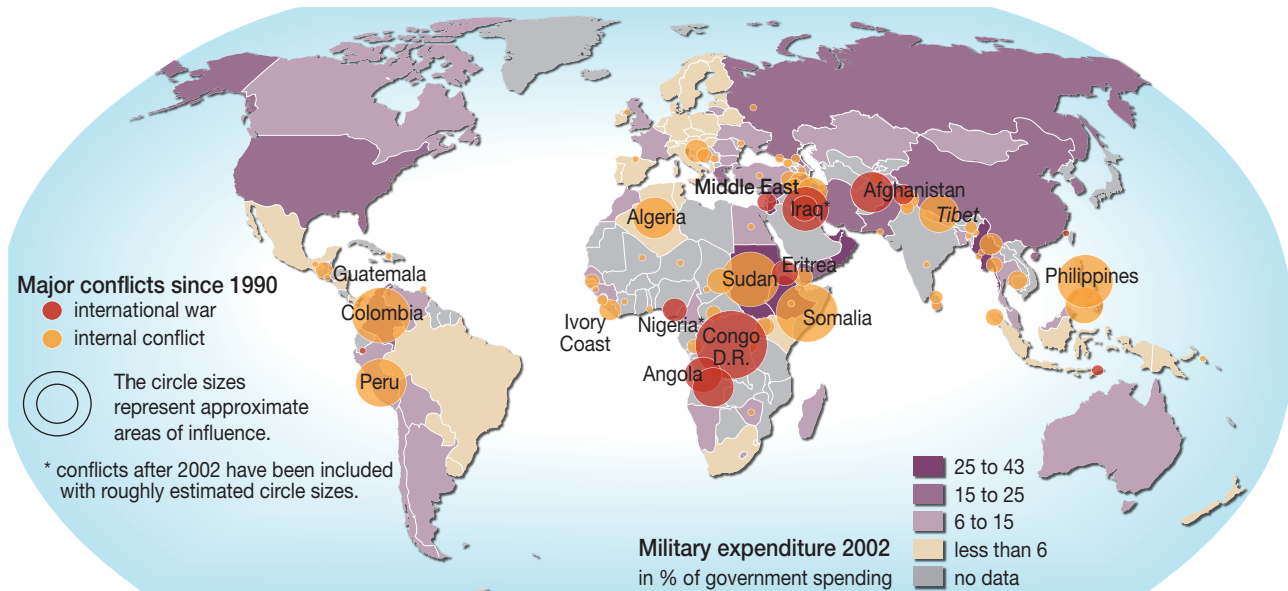 Middle East
Afghanistan
Iraq*
Tibet
Algeria
Guatemala
Eritrea
Sudan
Philippines
Major conflicts since 1990
international war
internal conflict
Colombia
Somalia
Ivory
Coast
Nigeria*
Congo
D.R.
Angola
Peru
The circle sizes
represent approximate
areas of influence.
* conflicts after 2002 have been included
with roughly estimated circle sizes.
Military expenditure 2002
in % of government spending
25 to 43
15 to 25
6 to 15
less than 6
no data